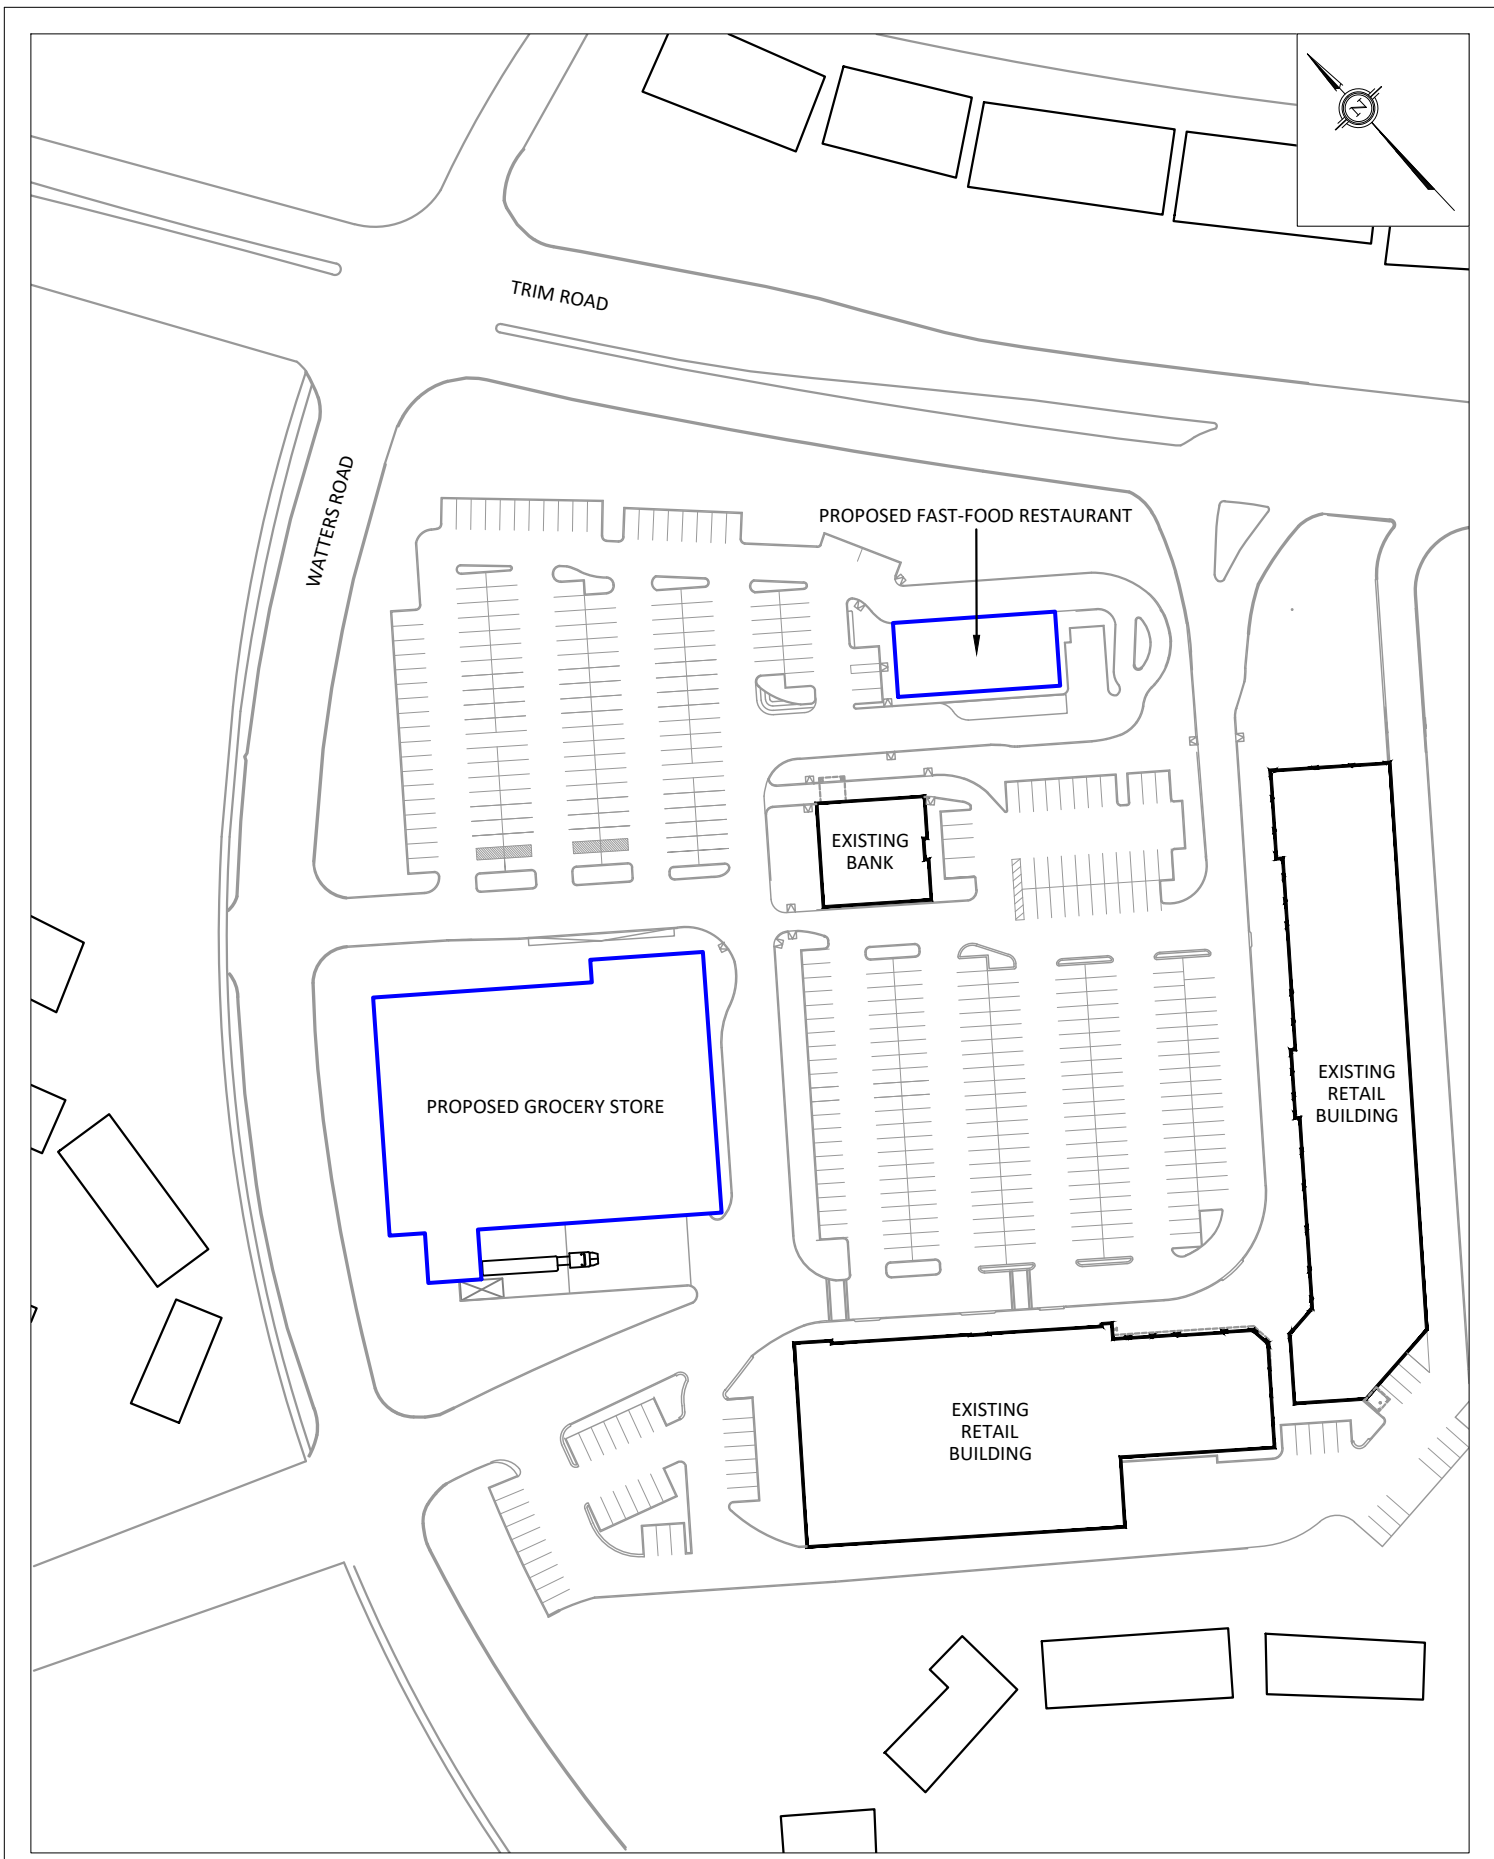 N
TRIM ROAD
WATTERS ROAD
PROPOSED FAST-FOOD RESTAURANT
EXISTING
BANK
EXISTING
RETAIL
BUILDING
PROPOSED GROCERY STORE
EXISTING
RETAIL
BUILDING